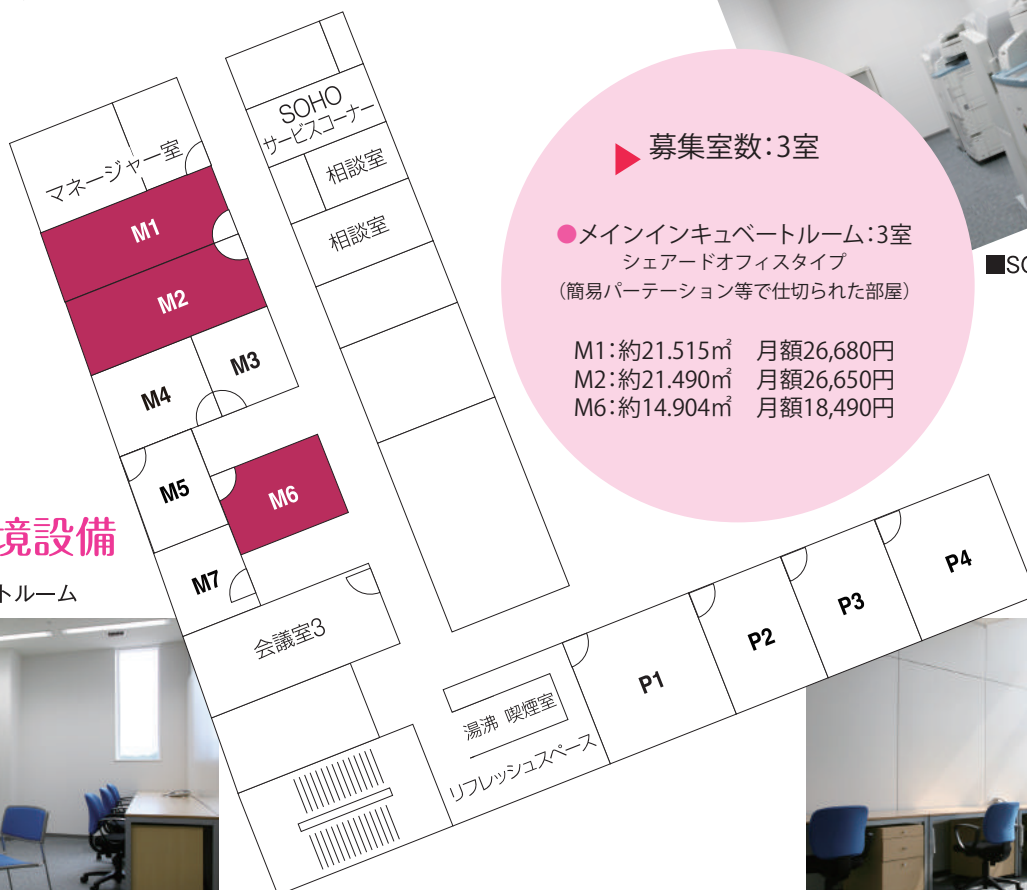 マネージャー室
M1
M2
M3
M4
M5
M6
M7
会議室3
SOHO
サービスコーナー
相談室
相談室
▶募集室数：3室
●メインインキュベートルーム：3室
シェアードオフィスタイプ
（簡易パーテーション等で仕切られた部屋）
M1：約21.515㎡　月額26,680円
M2：約21.490㎡　月額26,650円
M6：約14.904㎡　月額18,490円
■SO
境設備
トルーム
湯沸 喫煙室
リフレッシュスペース
P1
P2
P3
P4